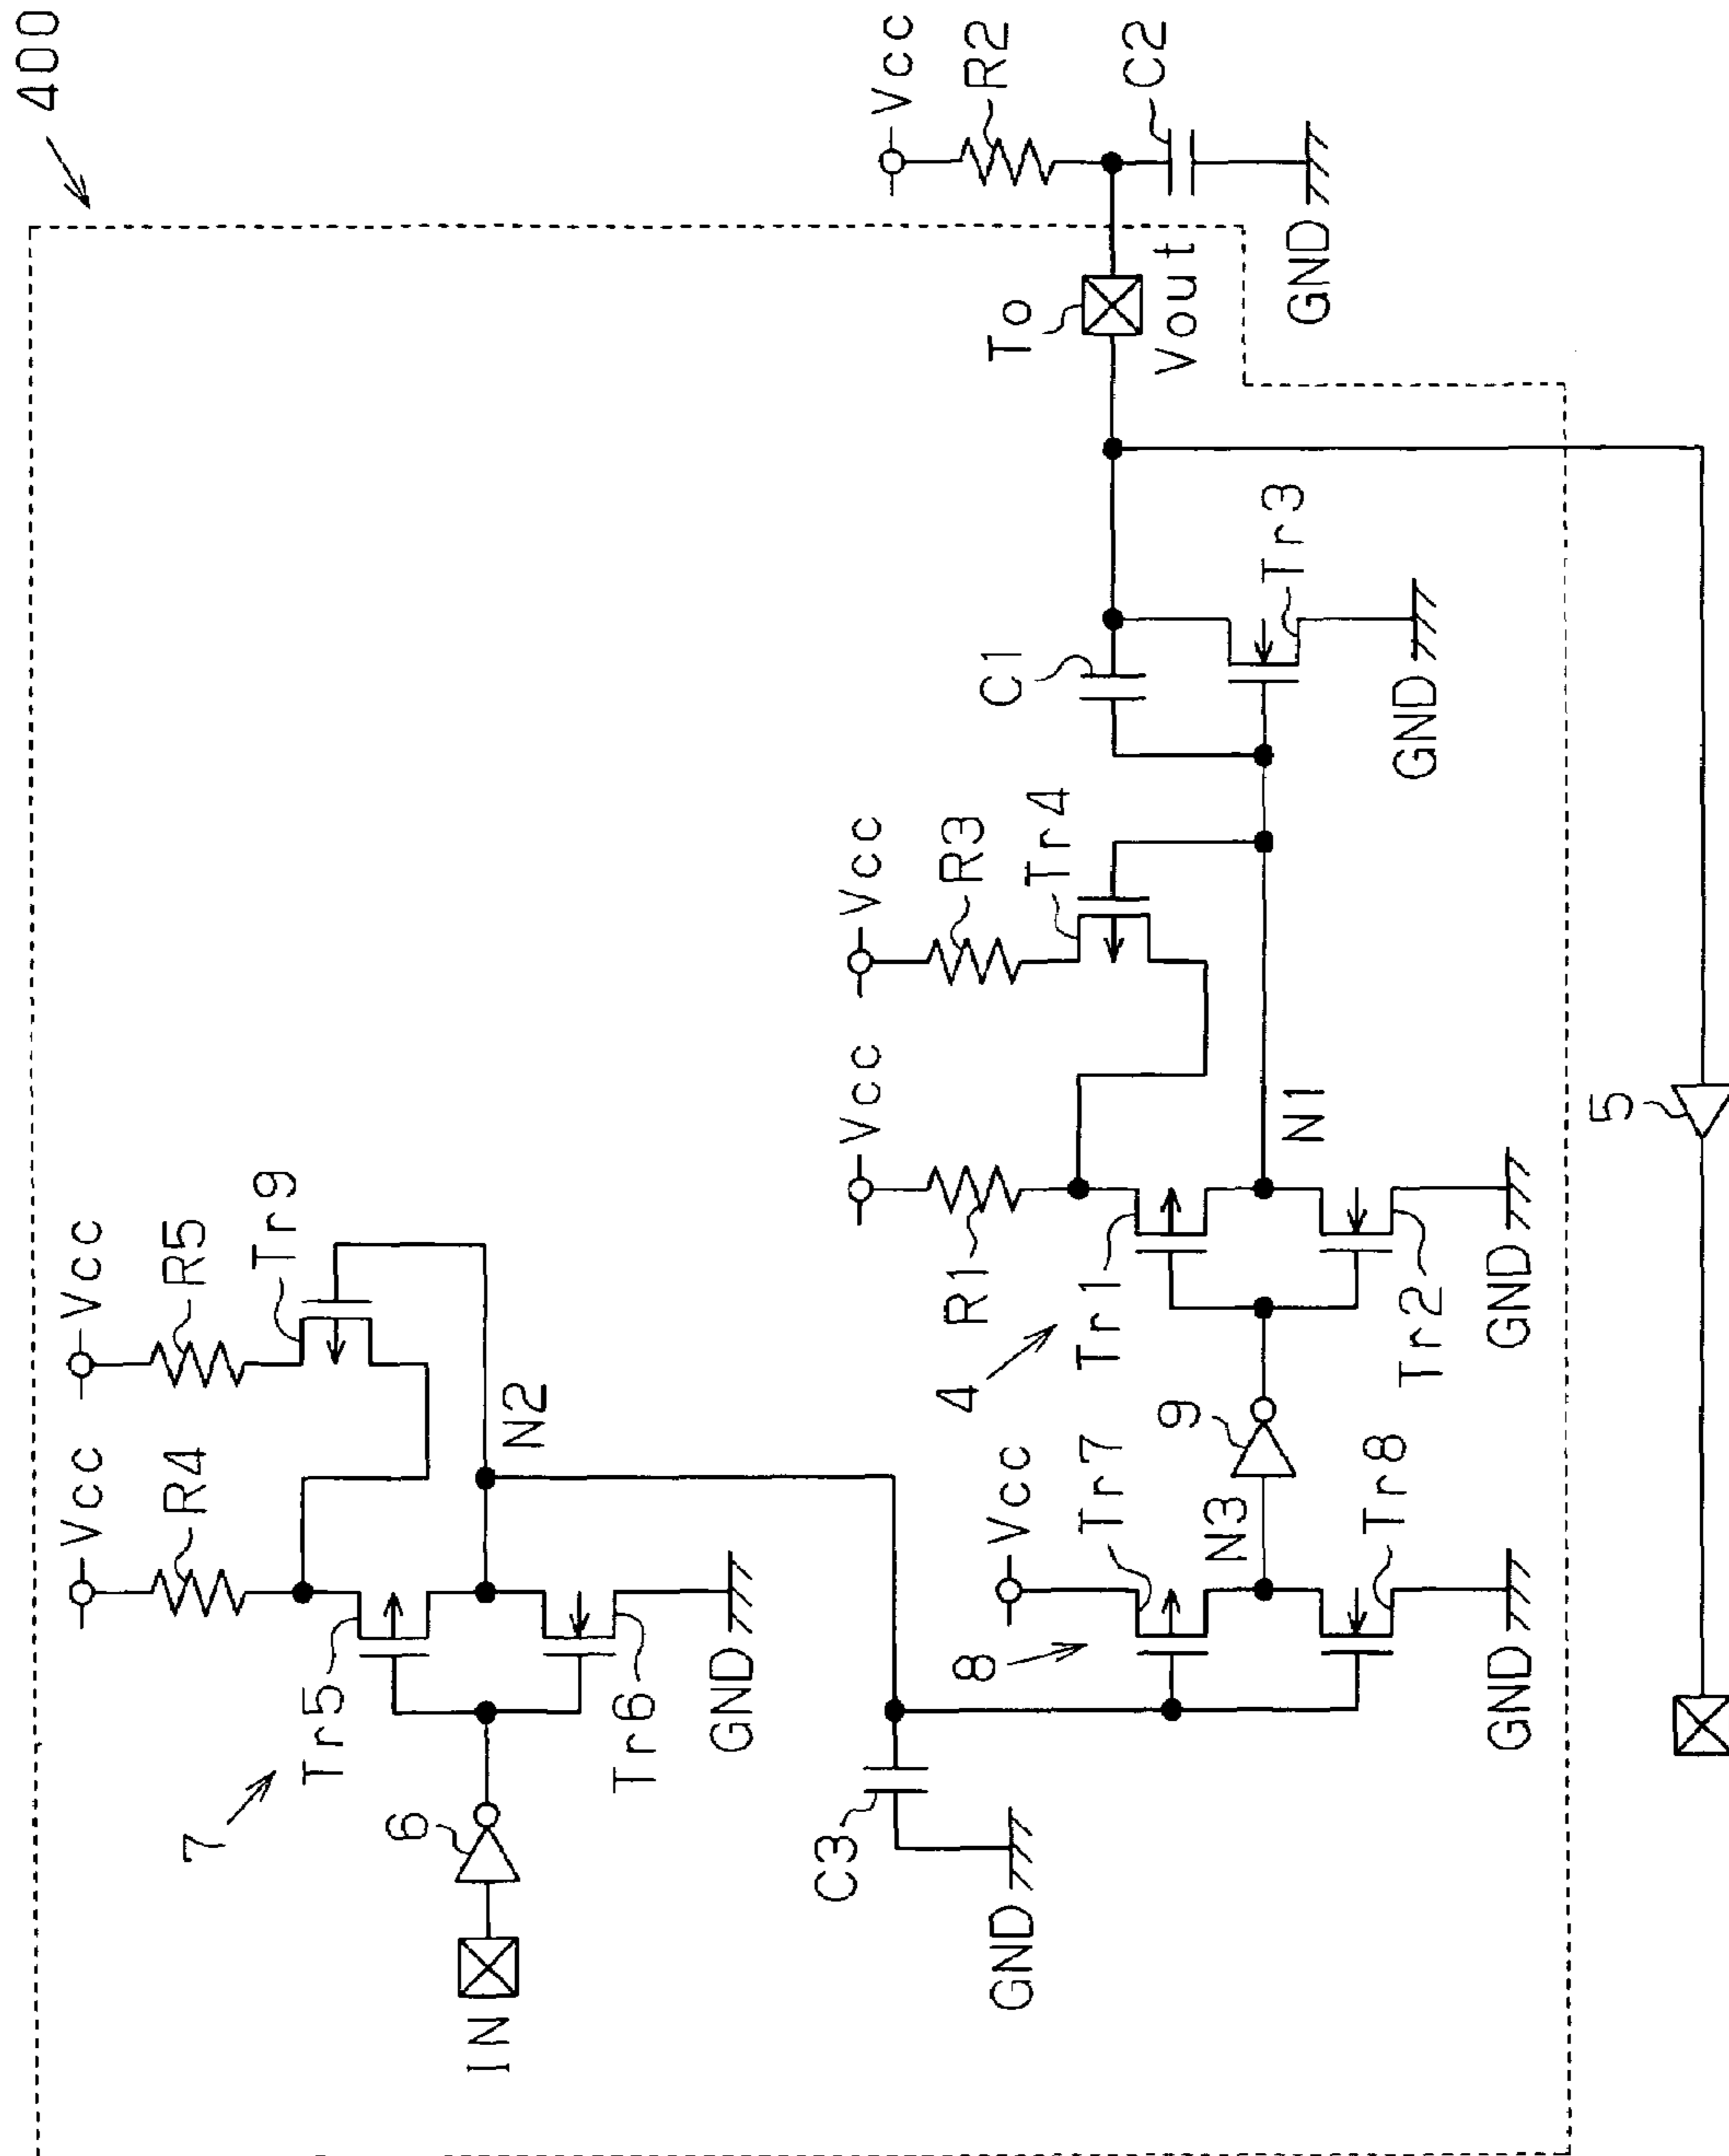 400
Vcc
R4
Vcc
R5
Tr9
7
Tr5
N2
6
Tr6
IN
GND
Vcc
R2
C2
GND
To
Vout
Vcc
R1
Vcc
R3
Tr4
C1
Tr3
GND
4
Tr1
N1
Tr2
GND
9
Vcc
Tr7
8
N3
Tr8
GND
C3
GND
5